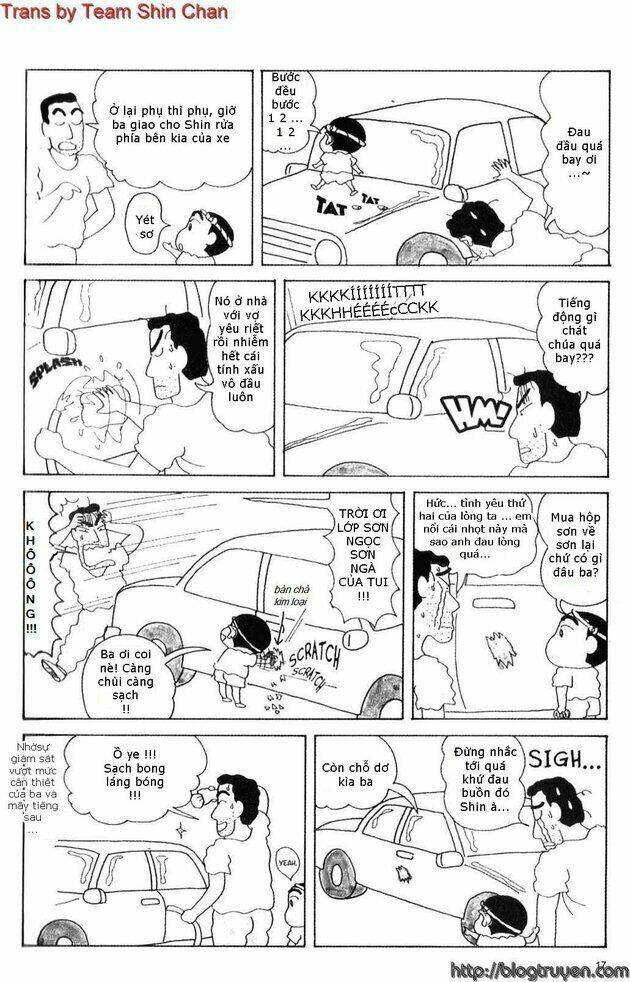 Trans by Team Shin Chan
Ở lại phụ thì phụ, giờ
ba giao cho Shin rửa
phía bên kia của xe
Yét
sơ
Bước
đều
bước
1 2 ...
1 2
...
TAT
TAT
Đau
đầu quá
bay ơi
...~
Nó ở nhà
với vợ
yêu riết
rồi nhiễm
hết cái
tính xấu
vô đầu
luôn
SPLASH
KKKKÍÍÍÍÍÍÍTTTT
KKKHHÉÉÉÉcCCKK
Tiếng
động gì
chát
chúa quá
bay???
HM!
KHÔÔÔNG!!!
TRỜI ƠI
LỚP SƠN
NGỌC
SƠN
NGÀ
CỦA TUI
!!!
bàn chà
kim loại
Ba ơi coi
nè! Càng
chùi càng
sạch
!!
SCRATCH
SCRATCH
Hức... tình yêu thứ
hai của lòng ta ... em
nổi cái nhọt này mà
sao anh đau lòng
quá...
Mua hộp
sơn về
sơn lại
chứ có gì
đâu ba?
Nhờ sự
giám sát
vượt mức
cần thiết
của ba và
mấy tiếng
sau
...
Ồ ye !!!
Sạch bong
láng bóng
!!!
YEAH.
Còn chỗ dơ
kìa ba
Đừng nhắc
tới quá
khứ đau
buồn đó
Shin à...
SIGH...
17
http://blogtruyen.com